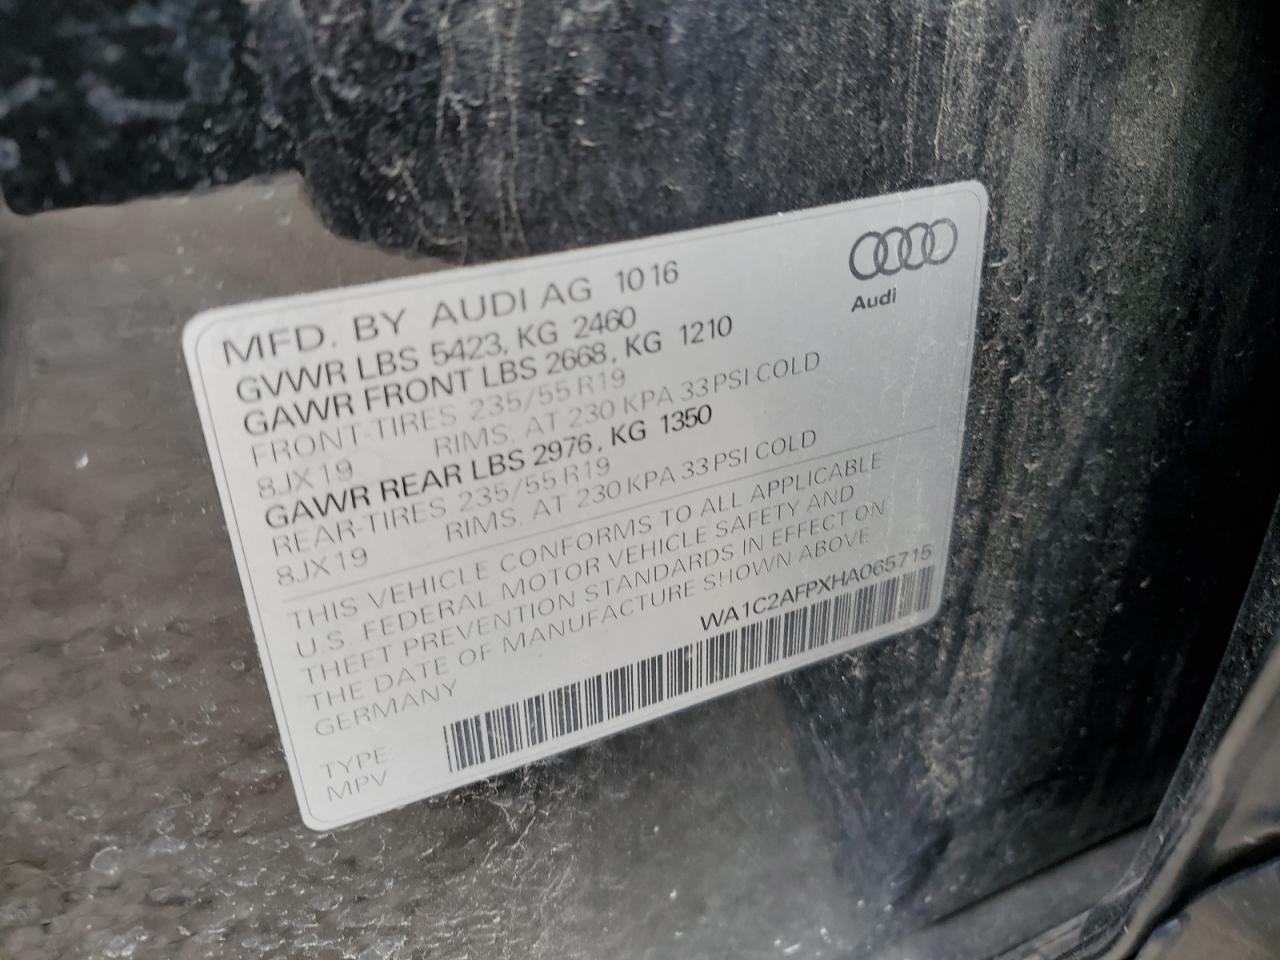 MFD. BY AUDI AG 10 16
GVWR LBS 5423, KG 2460
GAWR FRONT LBS 2668, KG 1210
FRONT-TIRES 235/55 R19
8JX19 RIMS, AT 230 KPA 33 PSI COLD
GAWR REAR LBS 2976, KG 1350
REAR-TIRES 235/55 R19
8JX19 RIMS, AT 230 KPA 33 PSI COLD
THIS VEHICLE CONFORMS TO ALL APPLICABLE
U.S. FEDERAL MOTOR VEHICLE SAFETY AND
THEFT PREVENTION STANDARDS IN EFFECT ON
THE DATE OF MANUFACTURE SHOWN ABOVE
GERMANY
WA1C2AFPXHA065715
TYPE:
MPV
Audi